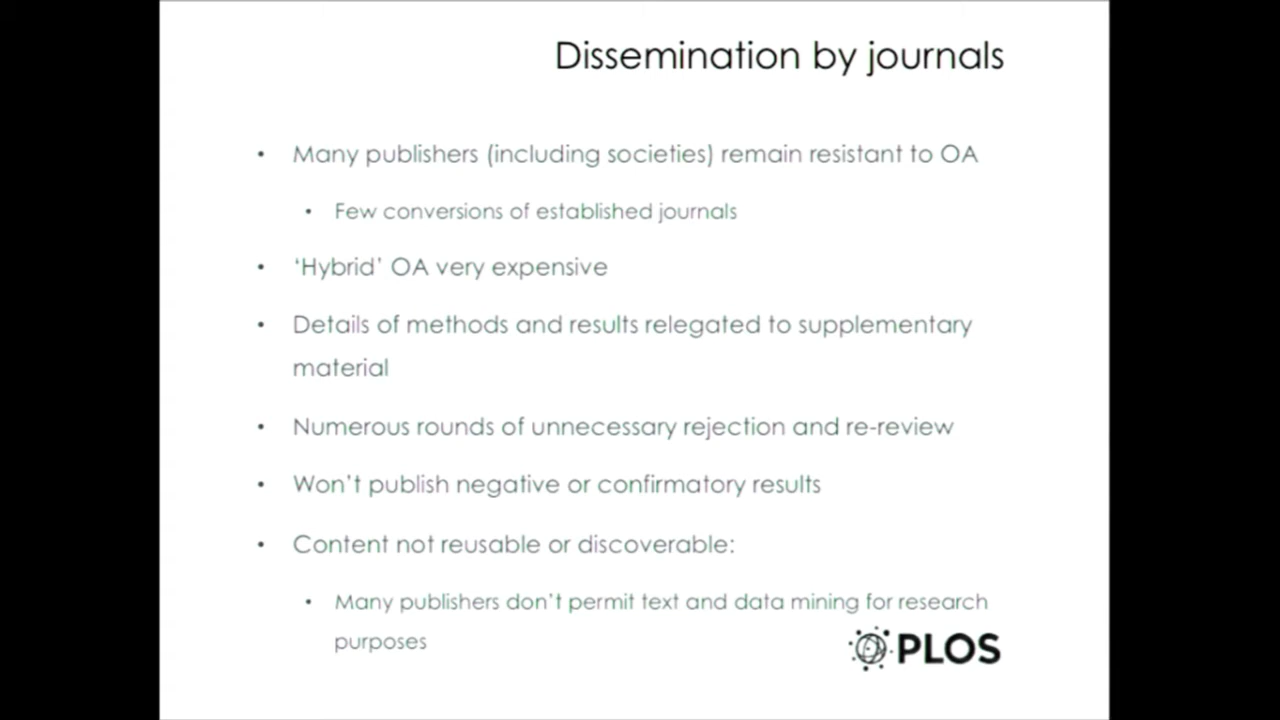 Dissemination by journals
• Many publishers (including societies) remain resistant to OA
• Few conversions of established journals
• ‘Hybrid’ OA very expensive
• Details of methods and results relegated to supplementary
material
• Numerous rounds of unnecessary rejection and re-review
• Won’t publish negative or confirmatory results
• Content not reusable or discoverable:
• Many publishers don’t permit text and data mining for research
purposes
PLOS